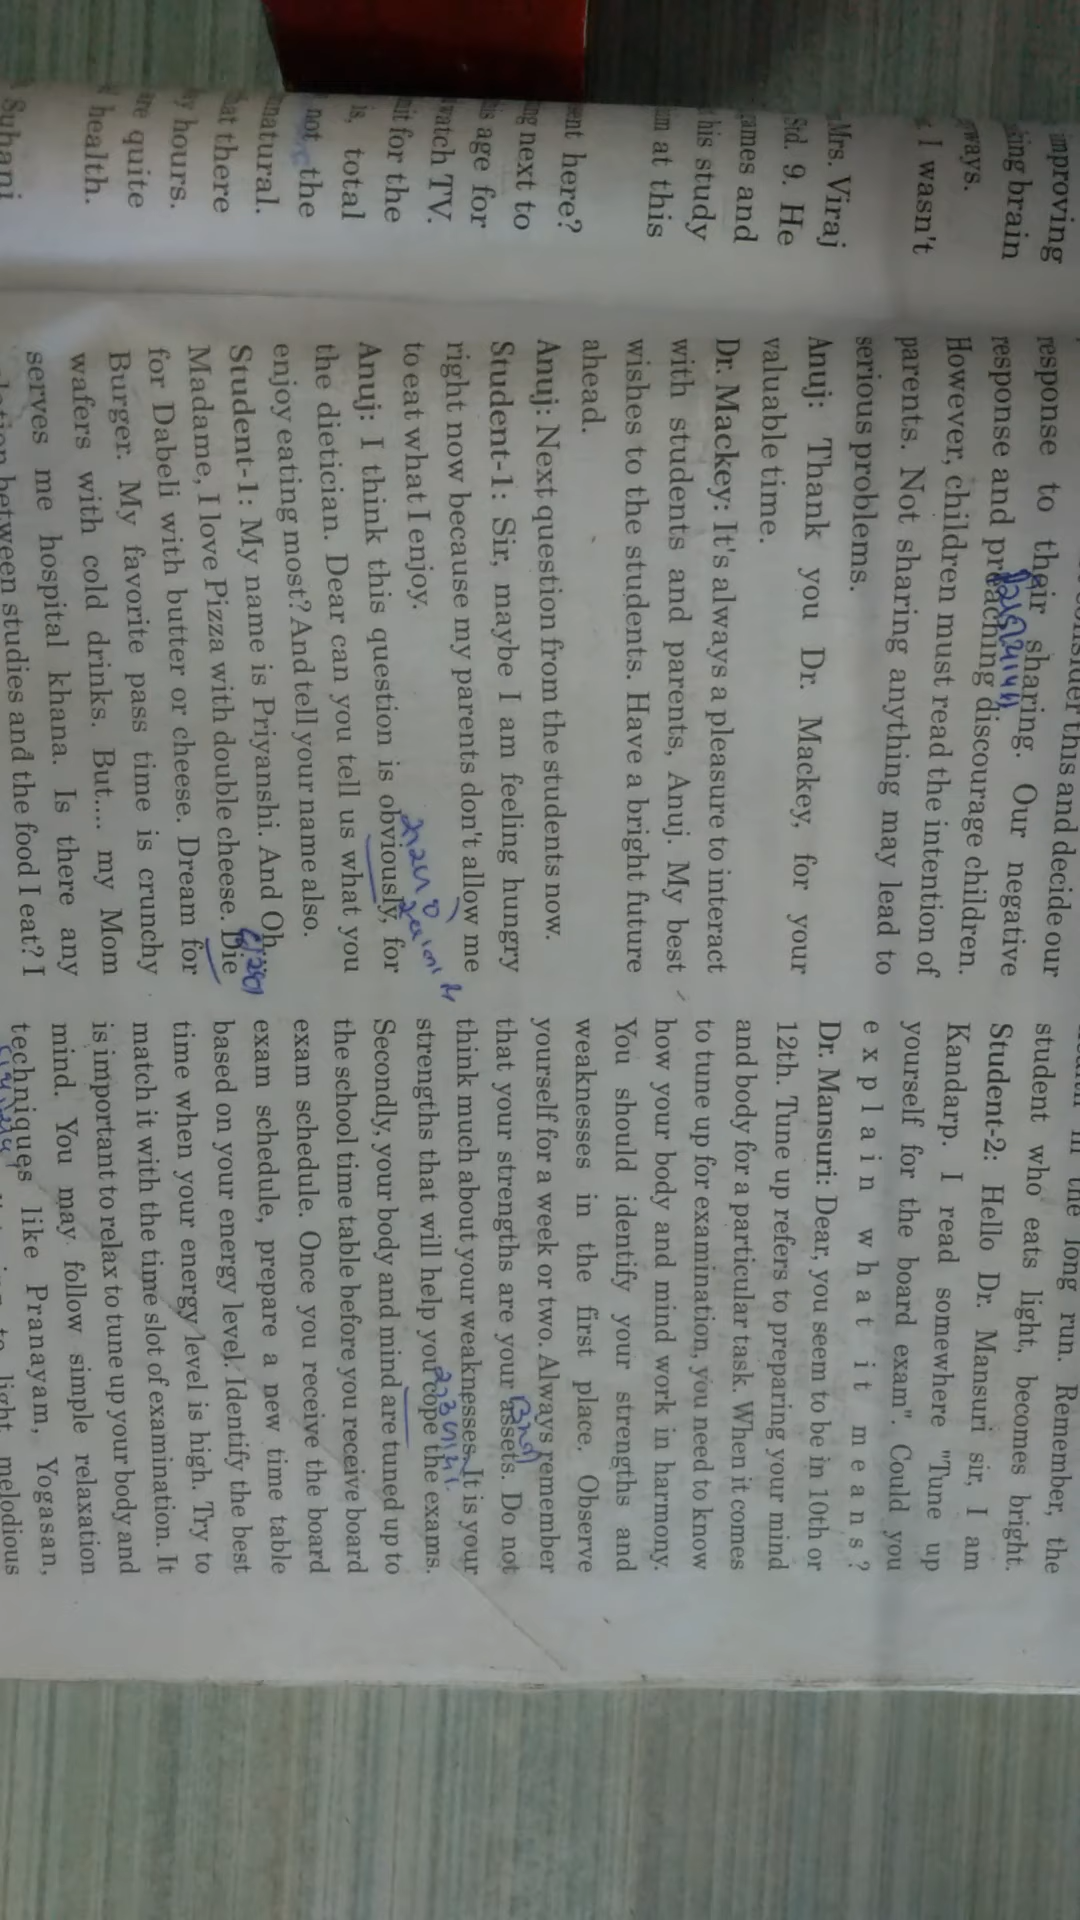 improving
brain
ways.
I wasn't
Mrs. Viraj
Std. 9. He
ames and
his study
im at this
ent here?
ng next to
his age for
watch TV.
nit for the
is, total
not the
natural.
hat there
y hours.
are quite
health.
Suhani
response to their sharing. Our negative
response and preaching discourage children.
However, children must read the intention of
parents. Not sharing anything may lead to
serious problems.
Anuj: Thank you Dr. Mackey, for your
valuable time.
Dr. Mackey: It's always a pleasure to interact
with students and parents, Anuj. My best
wishes to the students. Have a bright future
ahead.
Anuj: Next question from the students now.
Student-1: Sir, maybe I am feeling hungry
right now because my parents don't allow me
to eat what I enjoy.
Anuj: I think this question is obviously, for
the dietician. Dear can you tell us what you
enjoy eating most? And tell your name also.
Student-1: My name is Priyanshi. And Oh
Madame, I love Pizza with double cheese. Die
for Dabeli with butter or cheese. Dream for
Burger. My favorite pass time is crunchy
wafers with cold drinks. But... my Mom
serves me hospital khana. Is there any
between studies and the food I eat? I
in the long run. Remember, the
student who eats light, becomes bright.
Student-2: Hello Dr. Mansuri sir, I am
Kandarp. I read somewhere "Tune up
yourself for the board exam". Could you
explain what it means?
Dr. Mansuri: Dear, you seem to be in 10th or
12th. Tune up refers to preparing your mind
and body for a particular task. When it comes
to tune up for examination, you need to know
how your body and mind work in harmony.
You should identify your strengths and
weaknesses in the first place. Observe
yourself for a week or two. Always remember
that your strengths are your assets. Do not
think much about your weaknesses. It is your
strengths that will help you cope the exams.
Secondly, your body and mind are tuned up to
the school time table before you receive board
exam schedule. Once you receive the board
exam schedule, prepare a new time table
based on your energy level. Identify the best
time when your energy level is high. Try to
match it with the time slot of examination. It
is important to relax to tune up your body and
mind. You may follow simple relaxation
techniques like Pranayam, Yogasan,
to light melodious